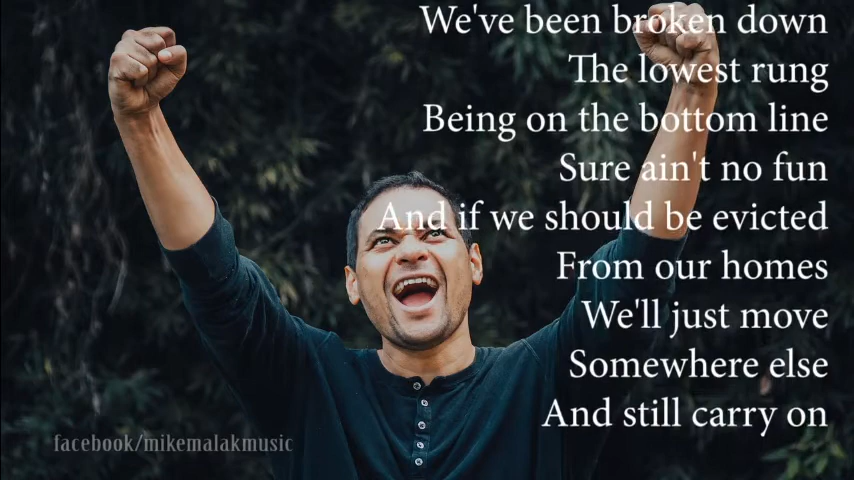 We've been broken down
The lowest rung
Being on the bottom line
Sure ain't no fun
And if we should be evicted
From our homes
We'll just move
Somewhere else
And still carry on
facebook/mikemalakmusic